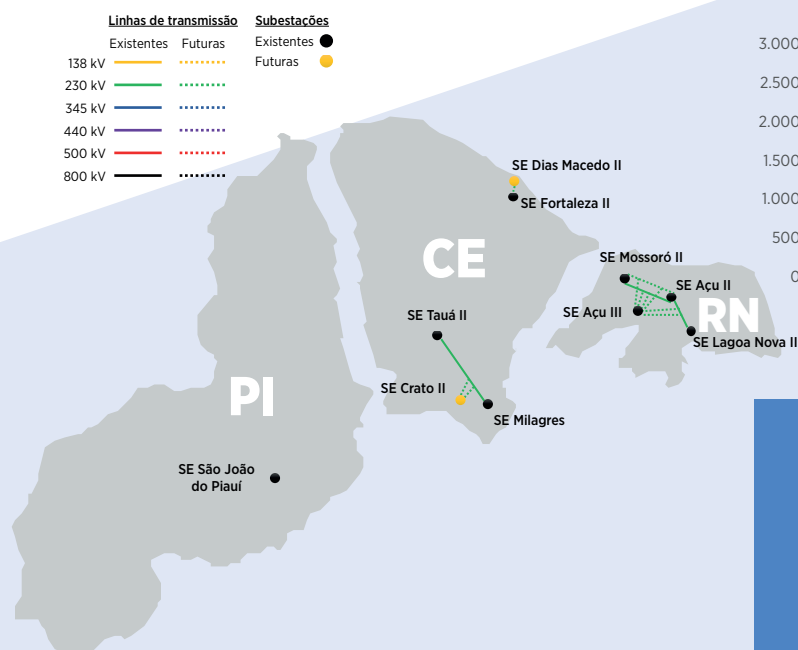 Linhas de transmissão
Subestações
Existentes Futuras
Existentes
Futuras
138 kV
230 kV
345 kV
440 kV
500 kV
800 kV
3.000
2.500
2.000
1.500
1.000
500
0
SE Dias Macedo II
SE Fortaleza II
CE
SE Mossoró II
SE Açu II
SE Açu III
RN
SE Lagoa Nova II
SE Tauá II
SE Crato II
SE Milagres
PI
SE São João
do Piauí